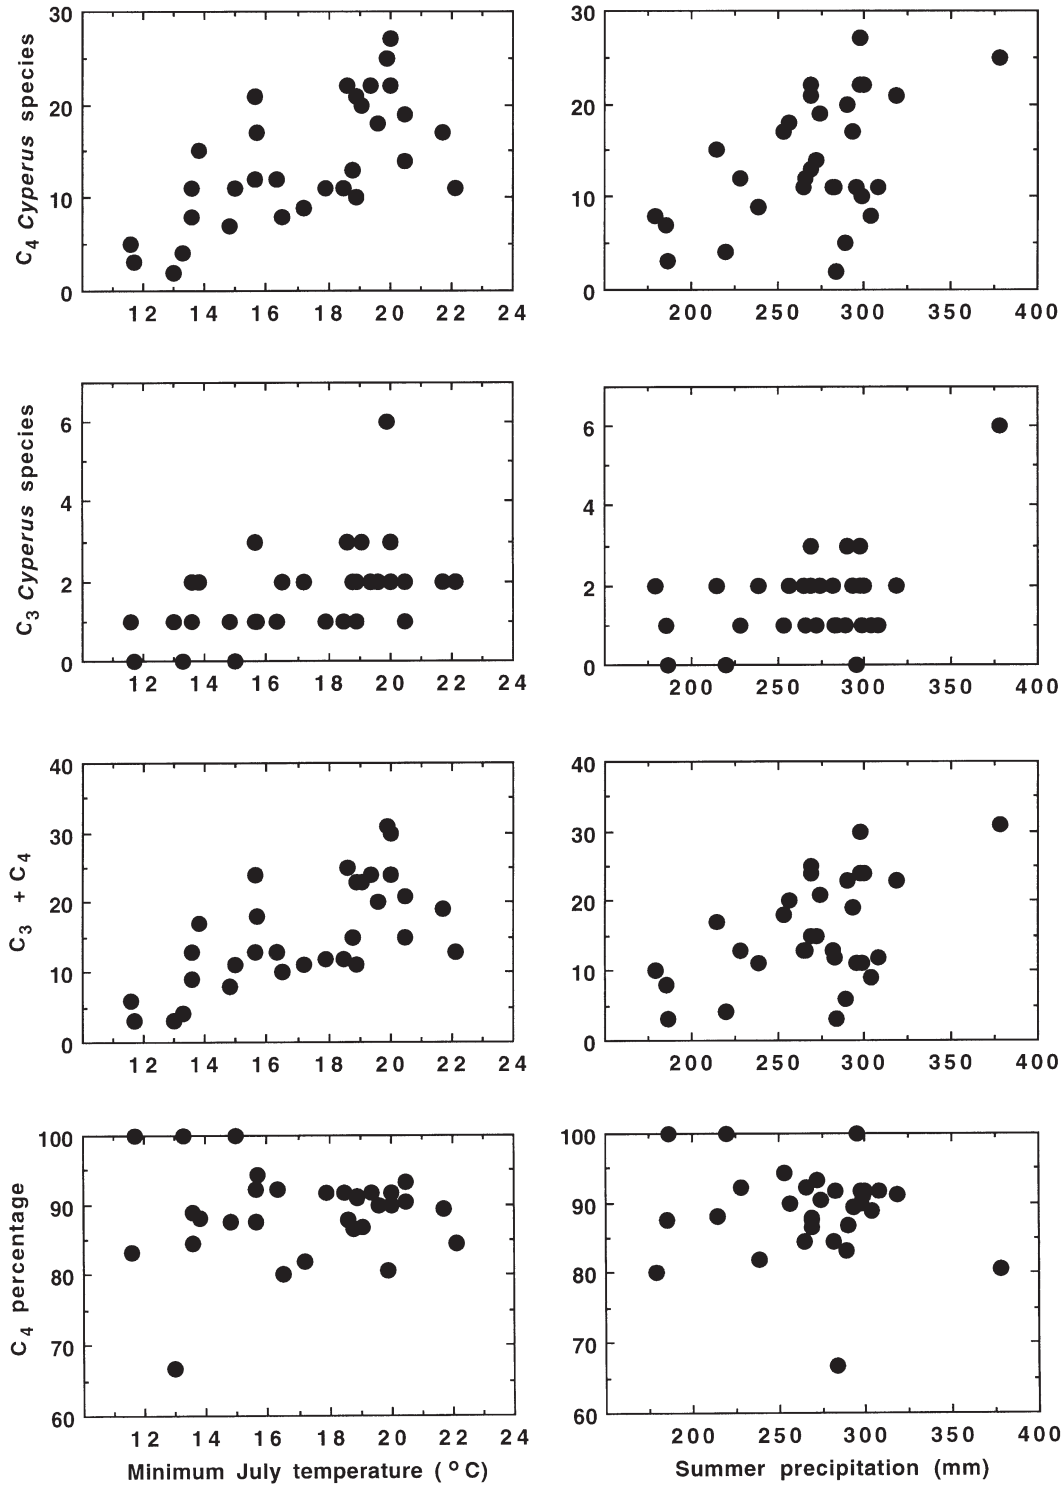 C4 Cyperus species
30
20
10
0
12 14 16 18 20 22 24
30
20
10
0
200 250 300 350 400
C3 Cyperus species
6
4
2
0
12 14 16 18 20 22 24
6
4
2
0
200 250 300 350 400
C3 + C4
40
30
20
10
0
12 14 16 18 20 22 24
40
30
20
10
0
200 250 300 350 400
C4 percentage
100
90
80
70
60
12 14 16 18 20 22 24
Minimum July temperature (°C)
100
90
80
70
60
200 250 300 350 400
Summer precipitation (mm)